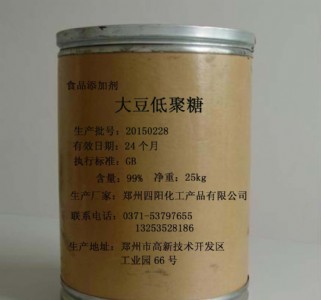 食品添加剂
大豆低聚糖
生产批号：20150228
有效日期：24个月
执行标准：GB
含量：99% 净重：25kg
生产厂家：郑州四阳化工产品有限公司
联系电话：0371-53797655
13253528186
生产地址：郑州市高新技术开发区
工业园66号